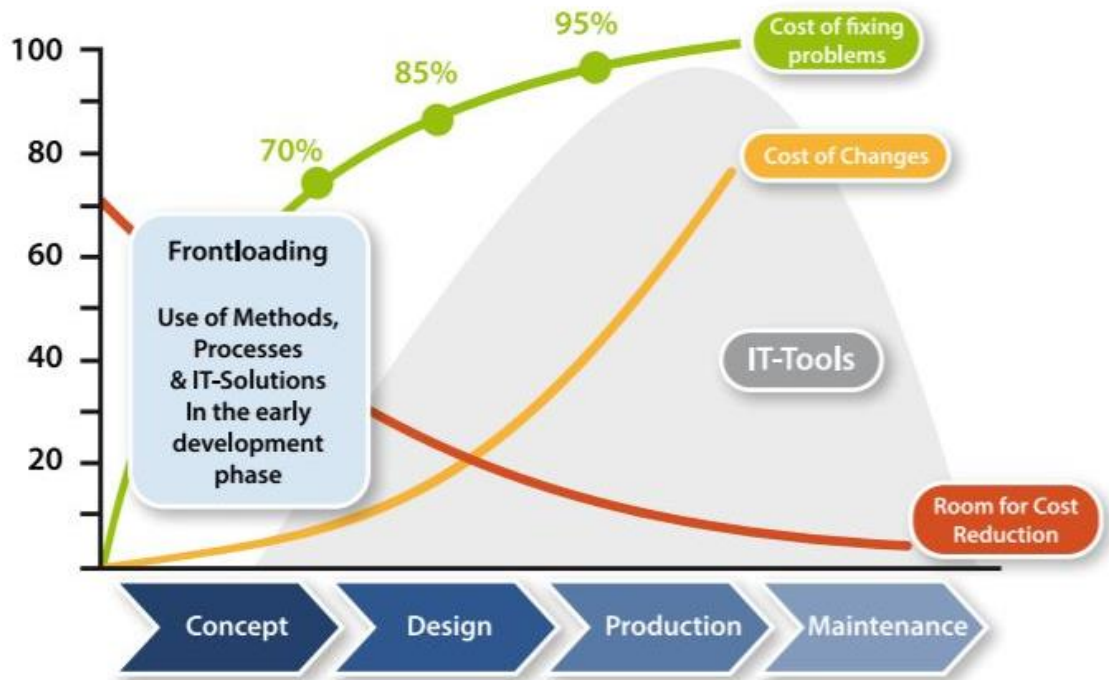 100
80
60
40
20
70%
85%
95%
Cost of fixing
problems
Cost of Changes
Frontloading
Use of Methods,
Processes
& IT-Solutions
In the early
development
phase
IT-Tools
Room for Cost
Reduction
Concept
Design
Production
Maintenance